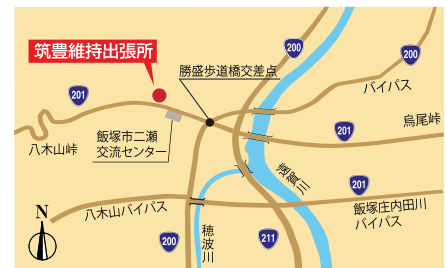 200
200
筑豊維持出張所
勝盛歩道橋交差点
バイパス
201
烏尾峠
201
飯塚市二瀬
交流センター
八木山峠
遠賀川
201
飯塚庄内田川
バイパス
N
八木山バイパス
穂波川
200
211